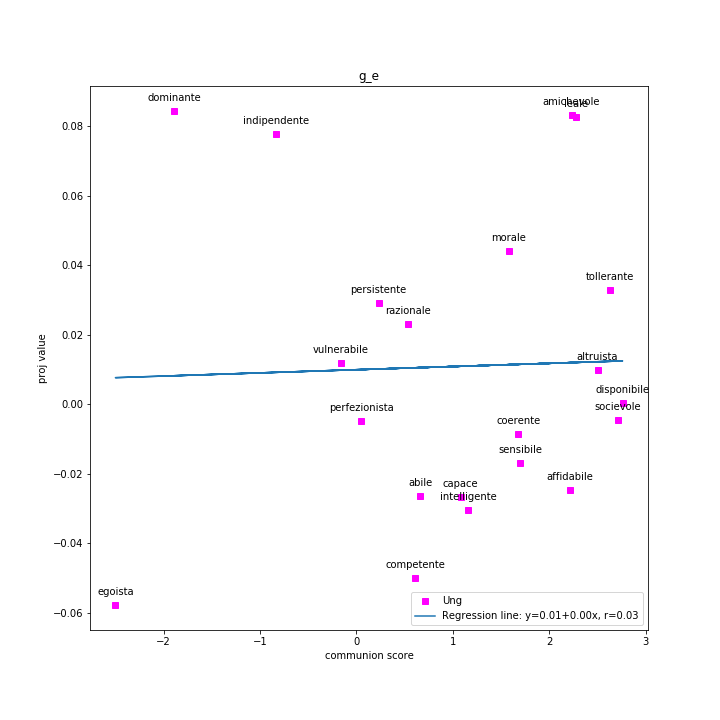 g_e
dominante
indipendente
amichevole
leale
morale
tollerante
persistente
razionale
vulnerabile
altruista
disponibile
perfezionista
socievole
coerente
sensibile
affidabile
abile
capace
intelligente
competente
egoista
0.08
0.06
0.04
0.02
0.00
−0.02
−0.04
−0.06
proj value
−2
−1
0
1
2
3
communion score
Ung
Regression line: y=0.01+0.00x, r=0.03